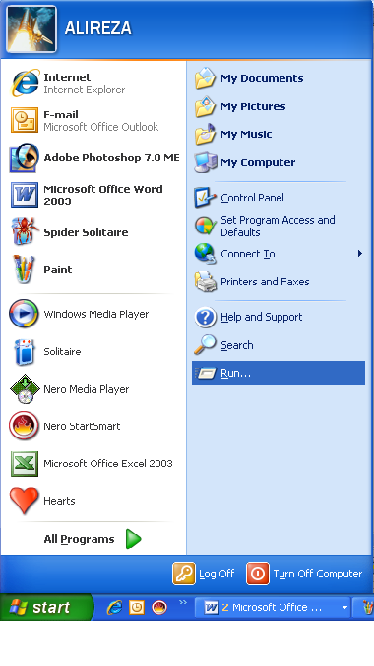 ALIREZA
Internet
Internet Explorer
E-mail
Microsoft Office Outlook
Adobe Photoshop 7.0 ME
Microsoft Office Word
2003
Spider Solitaire
Paint
Windows Media Player
Solitaire
Nero Media Player
Nero StartSmart
Microsoft Office Excel 2003
Hearts
All Programs
My Documents
My Pictures
My Music
My Computer
Control Panel
Set Program Access and
Defaults
Connect To
Printers and Faxes
Help and Support
Search
Run...
Log Off
Turn Off Computer
start
2 Microsoft Office ...